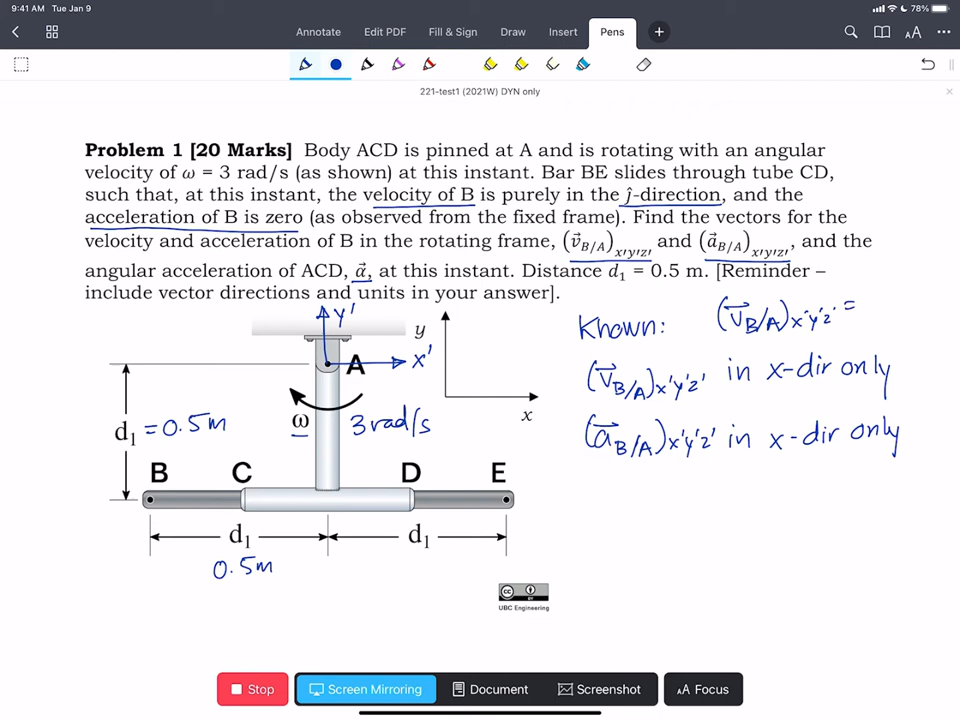 9:41 AM Tue Jan 9
78%
Annotate Edit PDF Fill & Sign Draw Insert Pens
AA
221-test1 (2021W) DYN only
Problem 1 [20 Marks] Body ACD is pinned at A and is rotating with an angular
velocity of ω = 3 rad/s (as shown) at this instant. Bar BE slides through tube CD,
such that, at this instant, the velocity of B is purely in the ĵ-direction, and the
acceleration of B is zero (as observed from the fixed frame). Find the vectors for the
velocity and acceleration of B in the rotating frame, (v⃗B/A)x'y'z' and (a⃗B/A)x'y'z', and the
angular acceleration of ACD, α⃗, at this instant. Distance d₁ = 0.5 m. [Reminder –
include vector directions and units in your answer].
y'
y
A x'
x
ω 3 rad/s
d₁ = 0.5m
B C D E
d₁ d₁
0.5m
Known: (v⃗B/A)x'y'z' =
(v⃗B/A)x'y'z' in x-dir only
(a⃗B/A)x'y'z' in x-dir only
cc BY
UBC Engineering
Stop Screen Mirroring Document Screenshot AA Focus